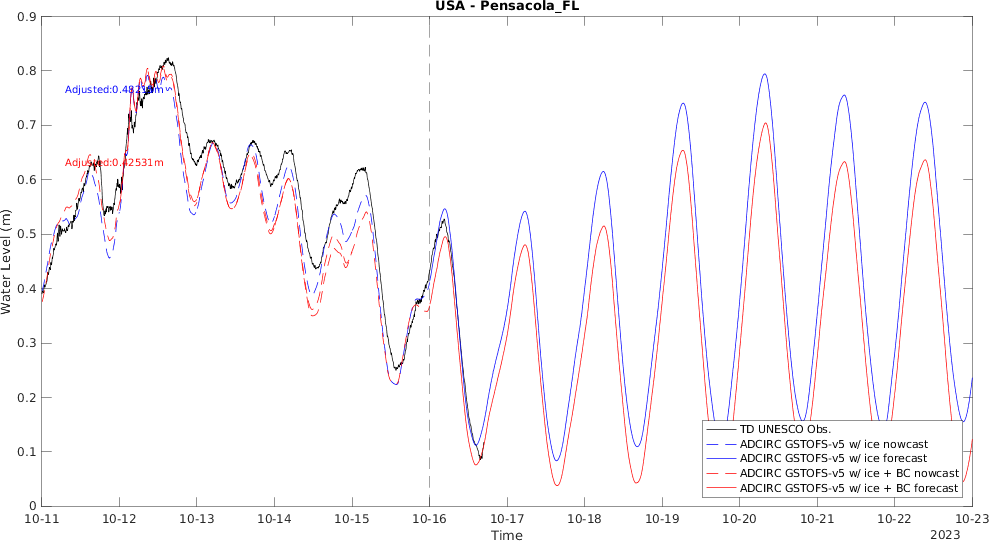 USA - Pensacola_FL
0.9
0.8
0.7
0.6
0.5
0.4
0.3
0.2
0.1
0
Water Level (m)
Adjusted:
Adjusted:0.42531m
TD UNESCO Obs.
ADCIRC GSTOFS-v5 w/ ice nowcast
ADCIRC GSTOFS-v5 w/ ice forecast
ADCIRC GSTOFS-v5 w/ ice + BC nowcast
ADCIRC GSTOFS-v5 w/ ice + BC forecast
10-11 10-12 10-13 10-14 10-15 10-16 10-17 10-18 10-19 10-20 10-21 10-22 10-23
Time
2023